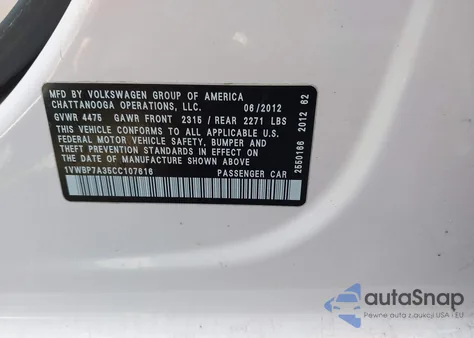 MFD BY VOLKSWAGEN GROUP OF AMERICA
CHATTANOOGA OPERATIONS, LLC. 06/2012
GVWR 4475 GAWR FRONT 2315/ REAR 2271 LBS
THIS VEHICLE CONFORMS TO ALL APPLICABLE U.S.
FEDERAL MOTOR VEHICLE SAFETY, BUMPER, AND
THEFT PREVENTION STANDARDS IN EFFECT ON THE
DATE OF MANUFACTURE SHOWN ABOVE.
1VWBP7A35CC107616 PASSENGER CAR
2550166 2012 62
autoSnap
Pewne auta z aukcji USA i EU